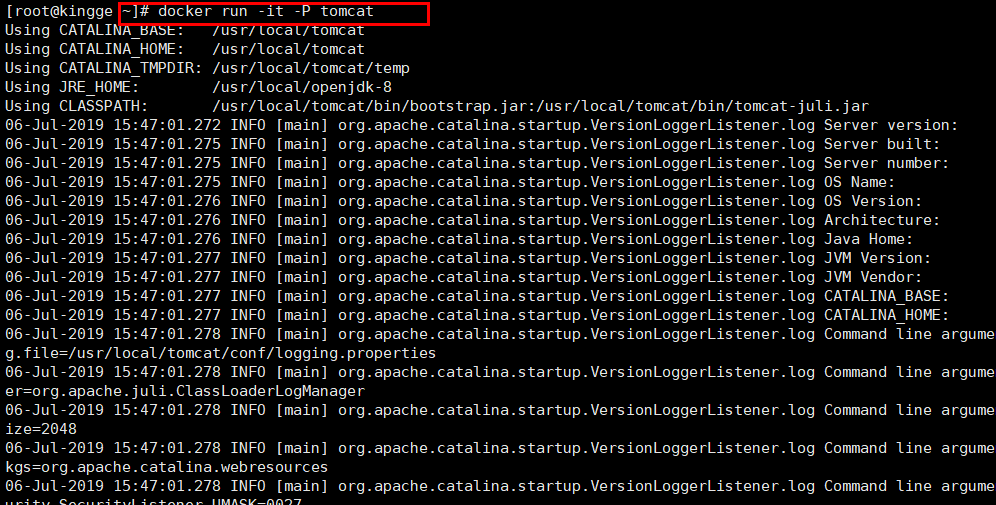 [root@kingge ~]# docker run -it -P tomcat
Using CATALINA_BASE:   /usr/local/tomcat
Using CATALINA_HOME:   /usr/local/tomcat
Using CATALINA_TMPDIR: /usr/local/tomcat/temp
Using JRE_HOME:        /usr/local/openjdk-8
Using CLASSPATH:       /usr/local/tomcat/bin/bootstrap.jar:/usr/local/tomcat/bin/tomcat-juli.jar
06-Jul-2019 15:47:01.272 INFO [main] org.apache.catalina.startup.VersionLoggerListener.log Server version:
06-Jul-2019 15:47:01.275 INFO [main] org.apache.catalina.startup.VersionLoggerListener.log Server built:
06-Jul-2019 15:47:01.275 INFO [main] org.apache.catalina.startup.VersionLoggerListener.log Server number:
06-Jul-2019 15:47:01.275 INFO [main] org.apache.catalina.startup.VersionLoggerListener.log OS Name:
06-Jul-2019 15:47:01.276 INFO [main] org.apache.catalina.startup.VersionLoggerListener.log OS Version:
06-Jul-2019 15:47:01.276 INFO [main] org.apache.catalina.startup.VersionLoggerListener.log Architecture:
06-Jul-2019 15:47:01.276 INFO [main] org.apache.catalina.startup.VersionLoggerListener.log Java Home:
06-Jul-2019 15:47:01.277 INFO [main] org.apache.catalina.startup.VersionLoggerListener.log JVM Version:
06-Jul-2019 15:47:01.277 INFO [main] org.apache.catalina.startup.VersionLoggerListener.log JVM Vendor:
06-Jul-2019 15:47:01.277 INFO [main] org.apache.catalina.startup.VersionLoggerListener.log CATALINA_BASE:
06-Jul-2019 15:47:01.277 INFO [main] org.apache.catalina.startup.VersionLoggerListener.log CATALINA_HOME:
06-Jul-2019 15:47:01.278 INFO [main] org.apache.catalina.startup.VersionLoggerListener.log Command line argume
g.file=/usr/local/tomcat/conf/logging.properties
06-Jul-2019 15:47:01.278 INFO [main] org.apache.catalina.startup.VersionLoggerListener.log Command line argume
er=org.apache.juli.ClassLoaderLogManager
06-Jul-2019 15:47:01.278 INFO [main] org.apache.catalina.startup.VersionLoggerListener.log Command line argume
ize=2048
06-Jul-2019 15:47:01.278 INFO [main] org.apache.catalina.startup.VersionLoggerListener.log Command line argume
kgs=org.apache.catalina.webresources
06-Jul-2019 15:47:01.278 INFO [main] org.apache.catalina.startup.VersionLoggerListener.log Command line argume
urity.SecurityListener.UMASK=0027